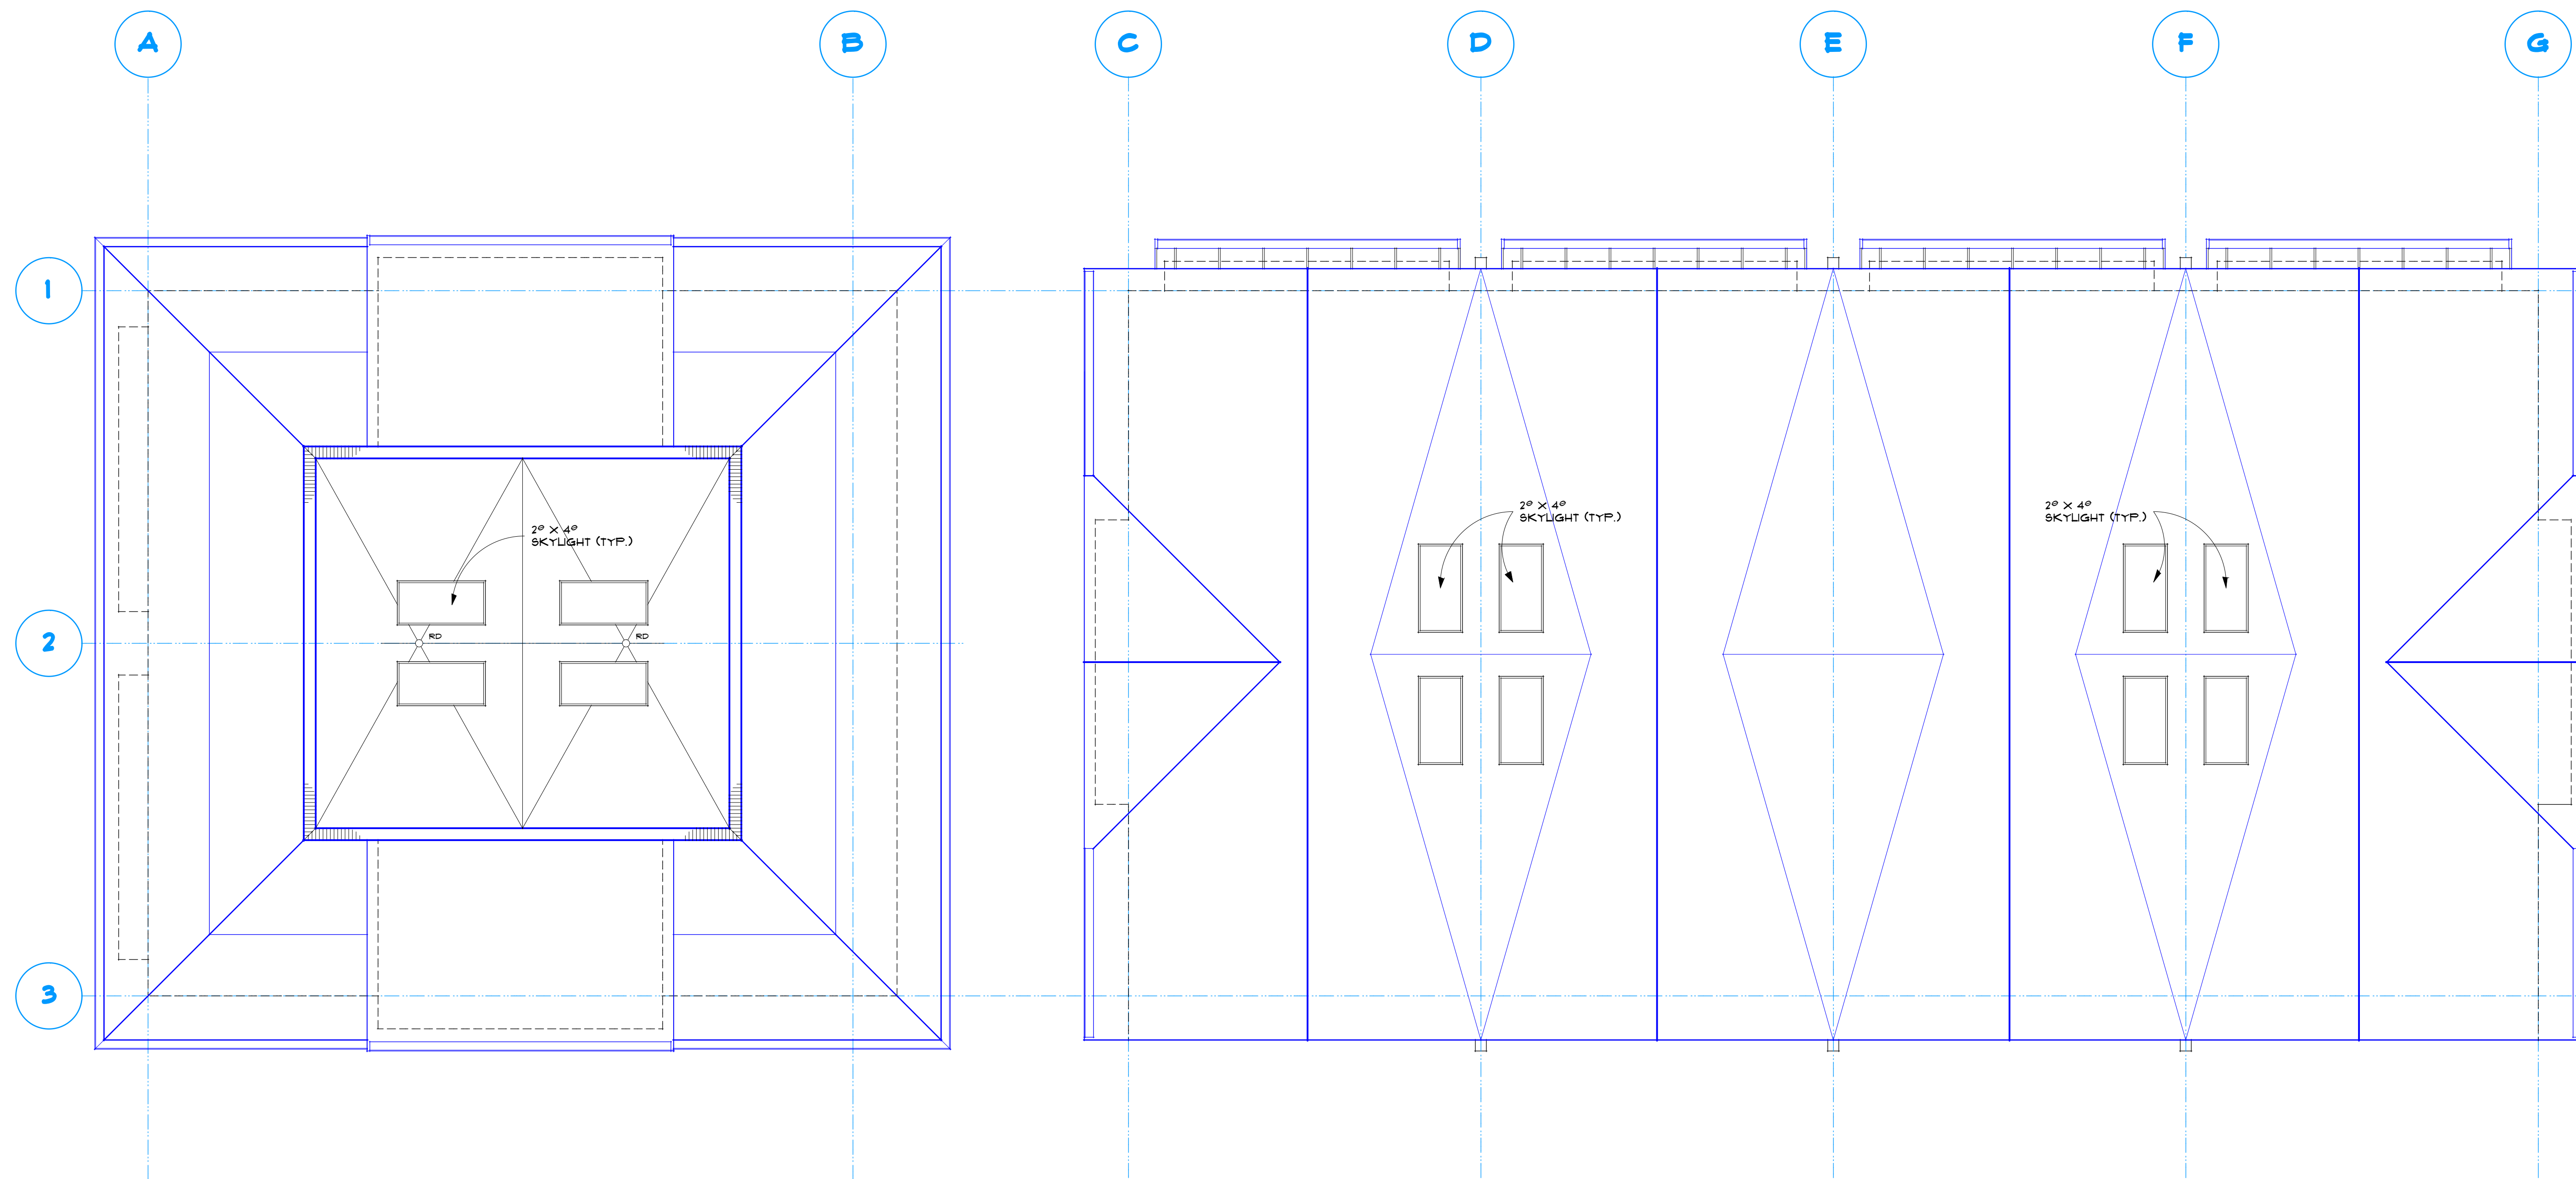 A
B
C
D
E
F
G
1
2⁰ X 4⁰
SKYLIGHT (TYP.)
2⁰ X 4⁰
SKYLIGHT (TYP.)
2⁰ X 4⁰
SKYLIGHT (TYP.)
2
RD
RD
3